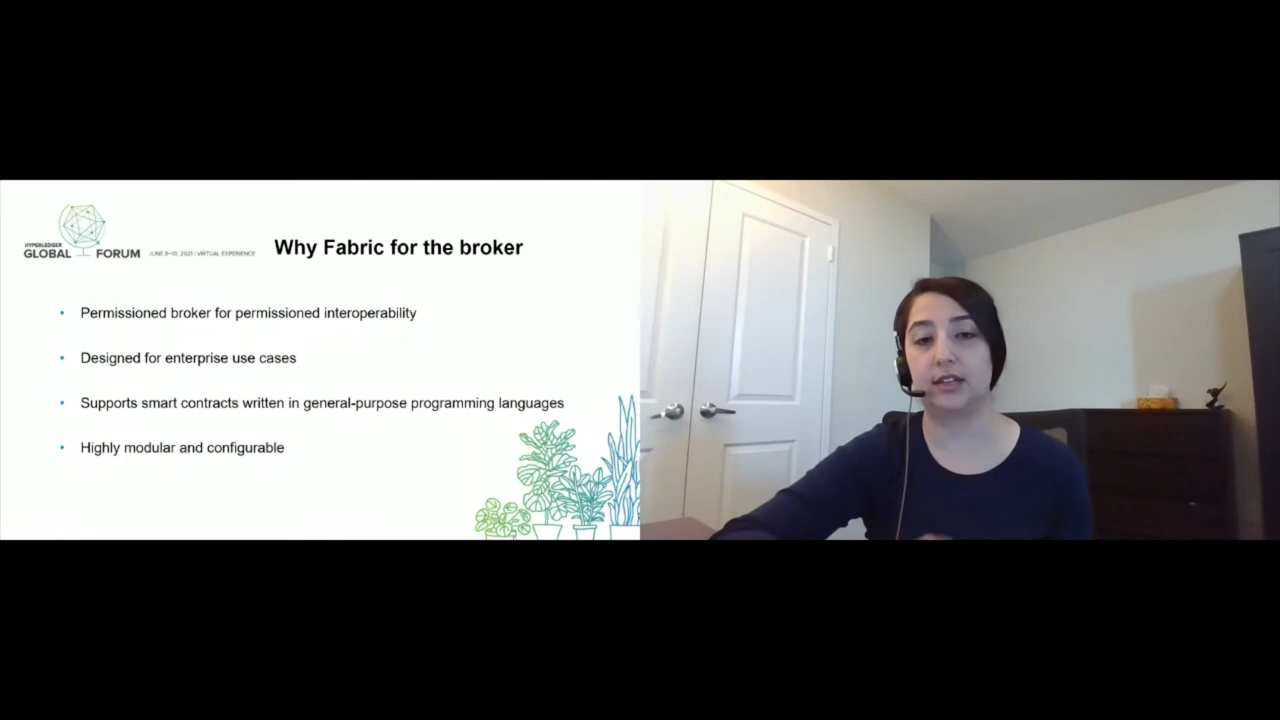 HYPERLEDGER
GLOBAL FORUM JUNE 8–10, 2021 | VIRTUAL EXPERIENCE
Why Fabric for the broker
• Permissioned broker for permissioned interoperability
• Designed for enterprise use cases
• Supports smart contracts written in general-purpose programming languages
• Highly modular and configurable